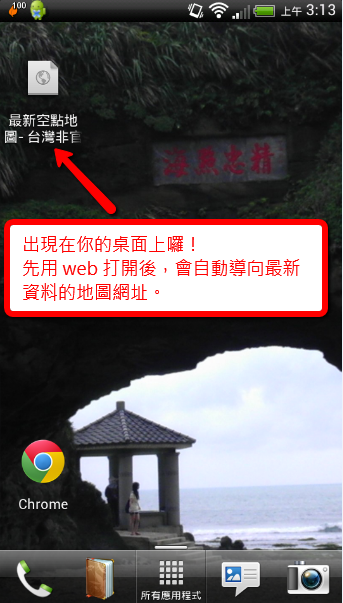 100
上午 3:13
最新空點地
圖- 台灣非官
精忠魚海
出現在你的桌面上囉！
先用 web 打開後，會自動導向最新
資料的地圖網址。
Chrome
所有應用程式